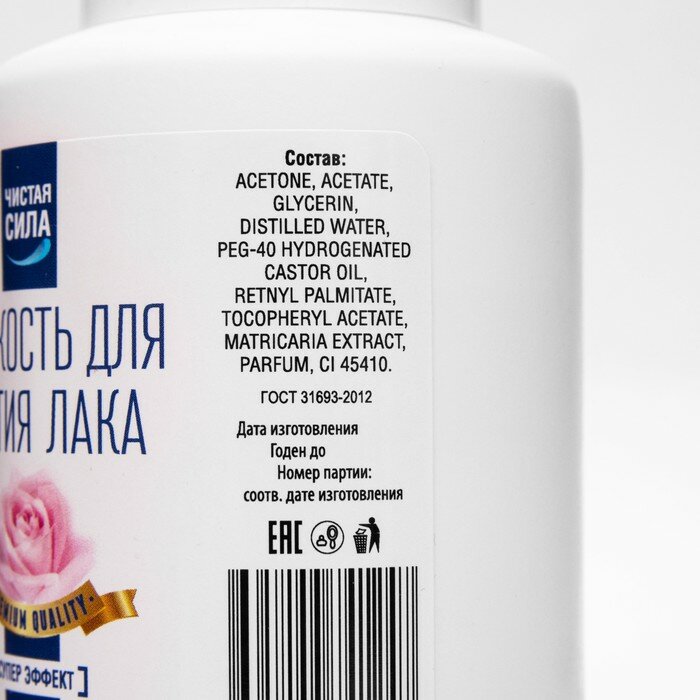 ЧИСТАЯ
СИЛА
КОСТЬ ДЛЯ
ТИЯ ЛАКА
EMIUM QUALITY
СУПЕР ЭФФЕКТ
Состав:
ACETONE, ACETATE,
GLYCERIN,
DISTILLED WATER,
PEG-40 HYDROGENATED
CASTOR OIL,
RETNYL PALMITATE,
TOCOPHERYL ACETATE,
MATRICARIA EXTRACT,
PARFUM, CI 45410.
ГОСТ 31693-2012
Дата изготовления
Годен до
Номер партии:
соотв. дате изготовления
EAC